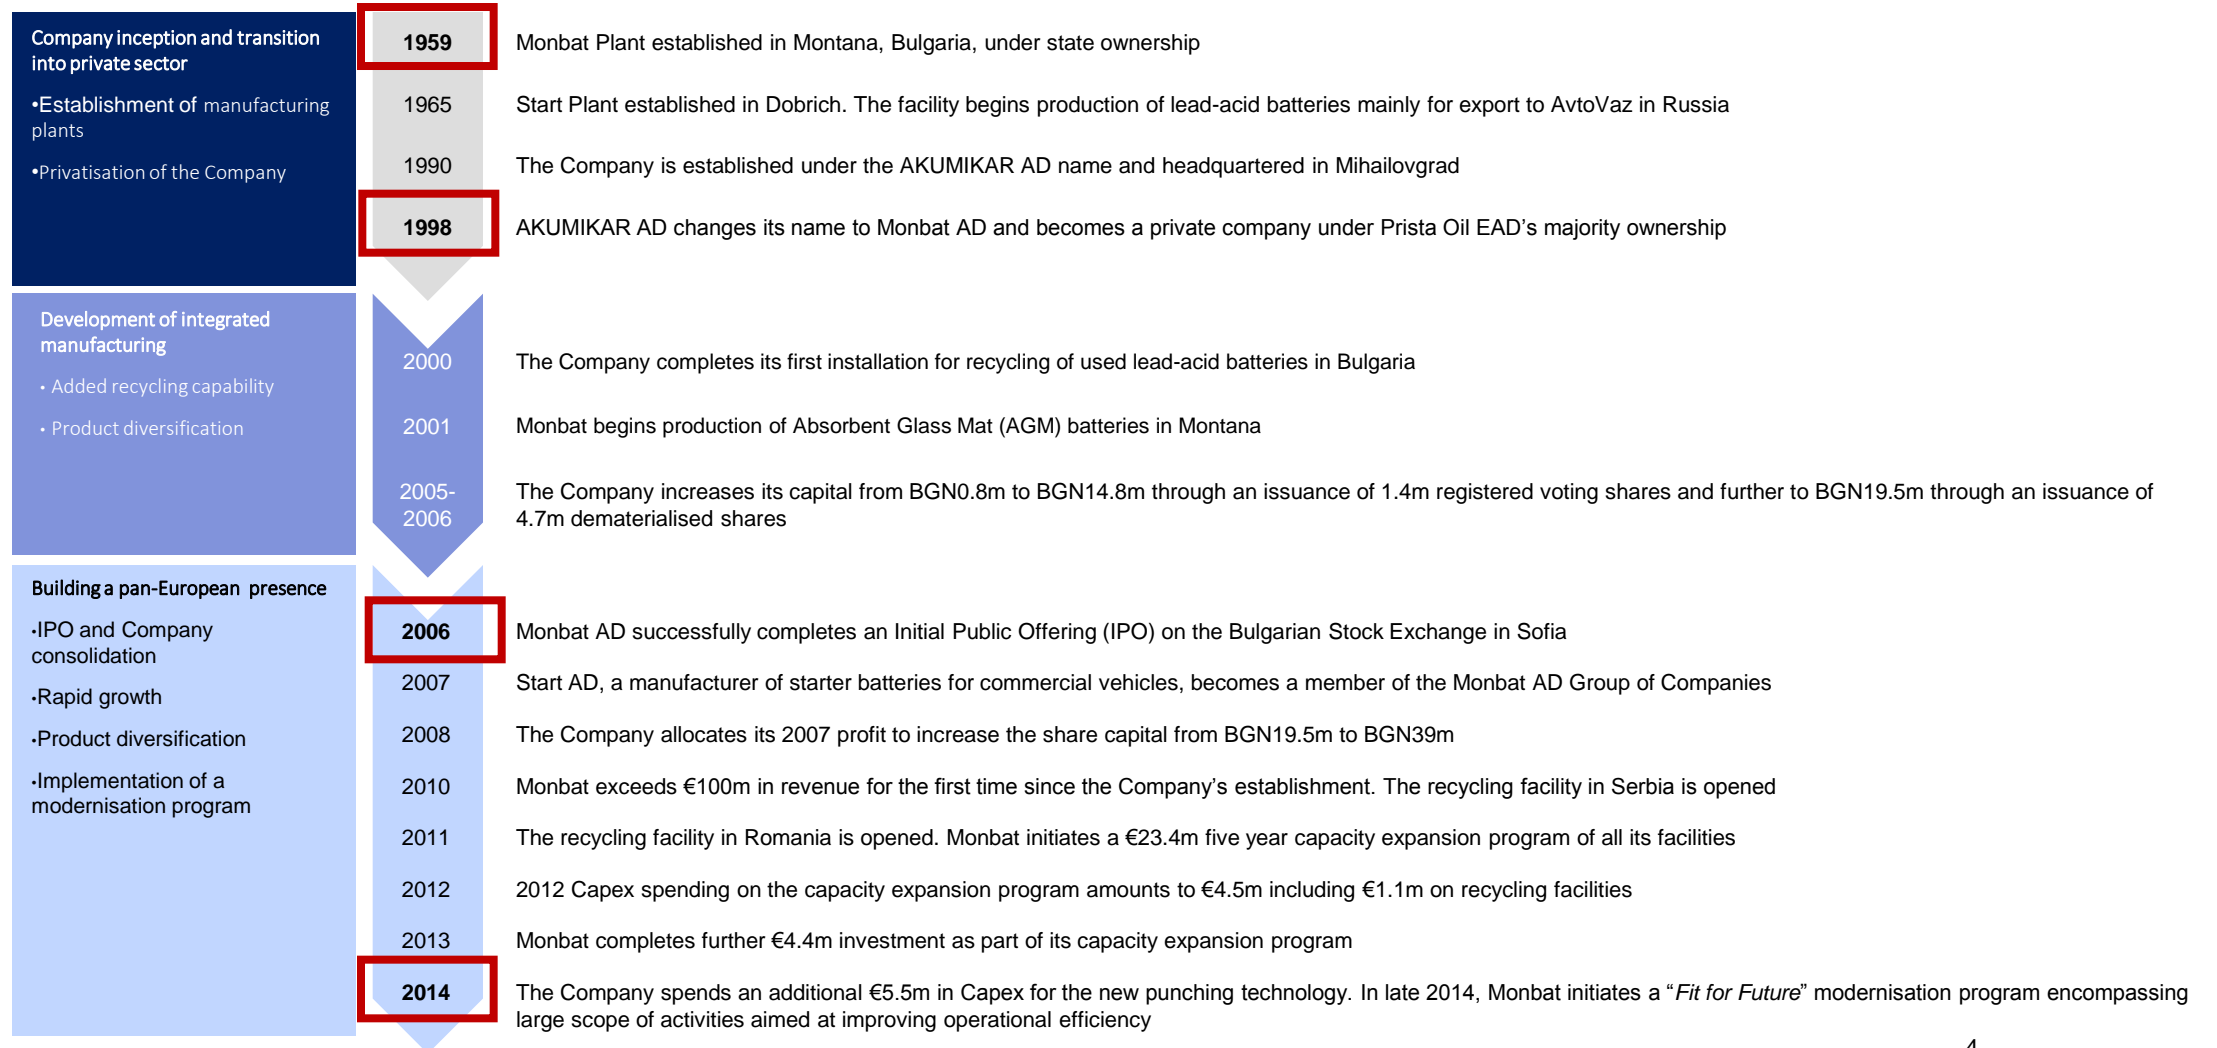 Company inception and transition
into private sector
•Establishment of manufacturing
plants
•Privatisation of the Company
1959
Monbat Plant established in Montana, Bulgaria, under state ownership
1965
Start Plant established in Dobrich. The facility begins production of lead-acid batteries mainly for export to AvtoVaz in Russia
1990
The Company is established under the AKUMIKAR AD name and headquartered in Mihailovgrad
1998
AKUMIKAR AD changes its name to Monbat AD and becomes a private company under Prista Oil EAD’s majority ownership
Development of integrated
manufacturing
• Added recycling capability
• Product diversification
2000
The Company completes its first installation for recycling of used lead-acid batteries in Bulgaria
2001
Monbat begins production of Absorbent Glass Mat (AGM) batteries in Montana
2005-
2006
The Company increases its capital from BGN0.8m to BGN14.8m through an issuance of 1.4m registered voting shares and further to BGN19.5m through an issuance of
4.7m dematerialised shares
Building a pan-European presence
•IPO and Company
consolidation
•Rapid growth
•Product diversification
•Implementation of a
modernisation program
2006
Monbat AD successfully completes an Initial Public Offering (IPO) on the Bulgarian Stock Exchange in Sofia
2007
Start AD, a manufacturer of starter batteries for commercial vehicles, becomes a member of the Monbat AD Group of Companies
2008
The Company allocates its 2007 profit to increase the share capital from BGN19.5m to BGN39m
2010
Monbat exceeds €100m in revenue for the first time since the Company’s establishment. The recycling facility in Serbia is opened
2011
The recycling facility in Romania is opened. Monbat initiates a €23.4m five year capacity expansion program of all its facilities
2012
2012 Capex spending on the capacity expansion program amounts to €4.5m including €1.1m on recycling facilities
2013
Monbat completes further €4.4m investment as part of its capacity expansion program
2014
The Company spends an additional €5.5m in Capex for the new punching technology. In late 2014, Monbat initiates a “Fit for Future” modernisation program encompassing
large scope of activities aimed at improving operational efficiency
4